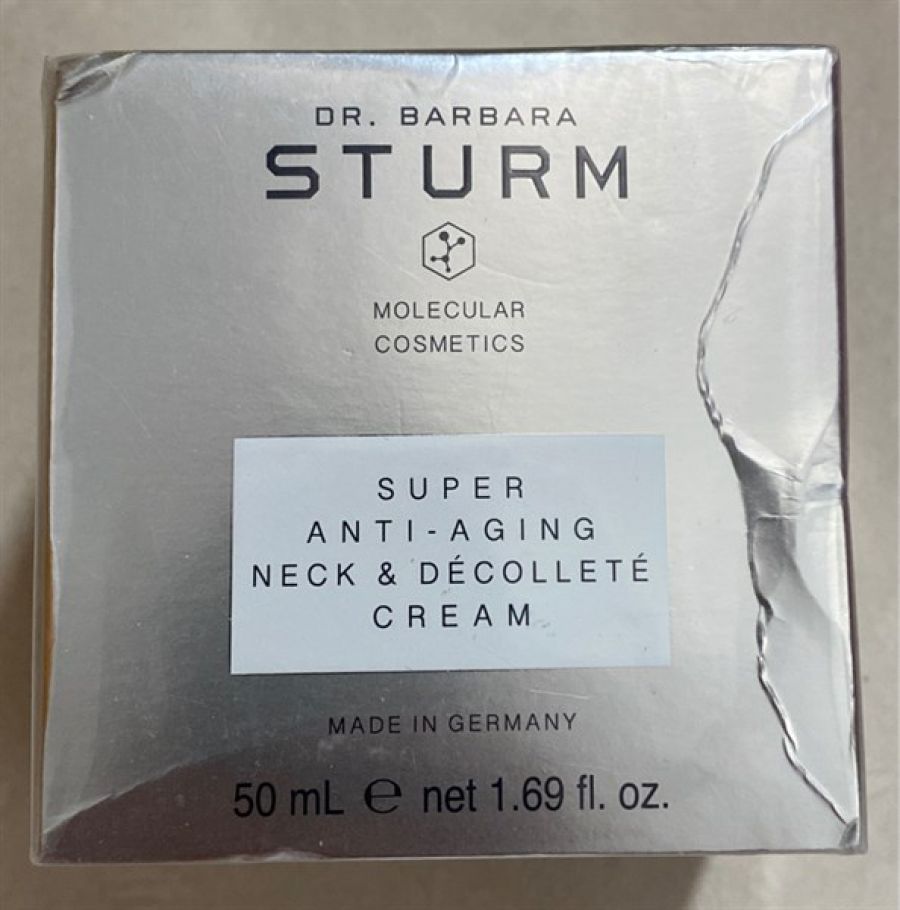 DR. BARBARA
STURM
MOLECULAR
COSMETICS
SUPER
ANTI-AGING
NECK & DÉCOLLETÉ
CREAM
MADE IN GERMANY
50 mL ℮ net 1.69 fl. oz.